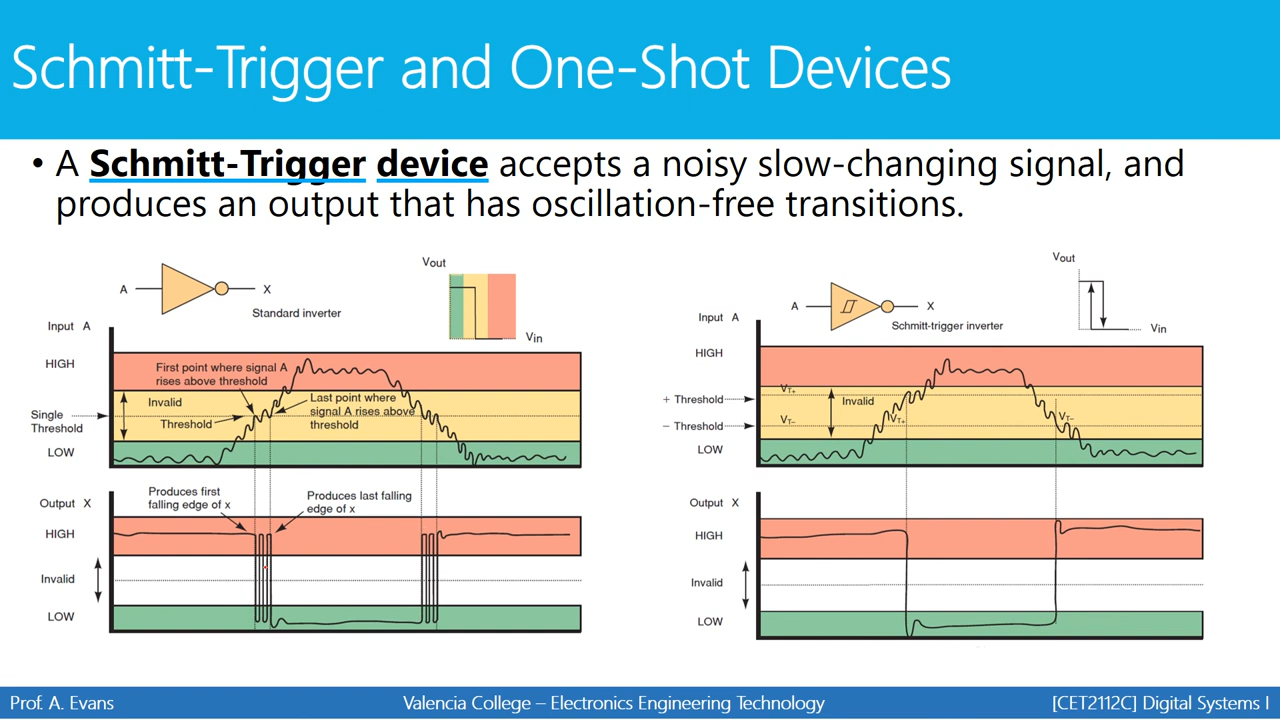 Schmitt-Trigger and One-Shot Devices
• A Schmitt-Trigger device accepts a noisy slow-changing signal, and
produces an output that has oscillation-free transitions.
A
X
Standard inverter
Vout
Vin
Input A
HIGH
First point where signal A
rises above threshold
Invalid
Last point where
signal A rises above
threshold
Single
Threshold
Threshold
LOW
Produces first
falling edge of x
Produces last falling
edge of x
Output X
HIGH
Invalid
LOW
A
X
Schmitt-trigger inverter
Vout
Vin
Input A
HIGH
VT+
+ Threshold
Invalid
VT+
VT−
VT−
− Threshold
LOW
Output X
HIGH
Invalid
LOW
Prof. A. Evans
Valencia College – Electronics Engineering Technology
[CET2112C] Digital Systems I